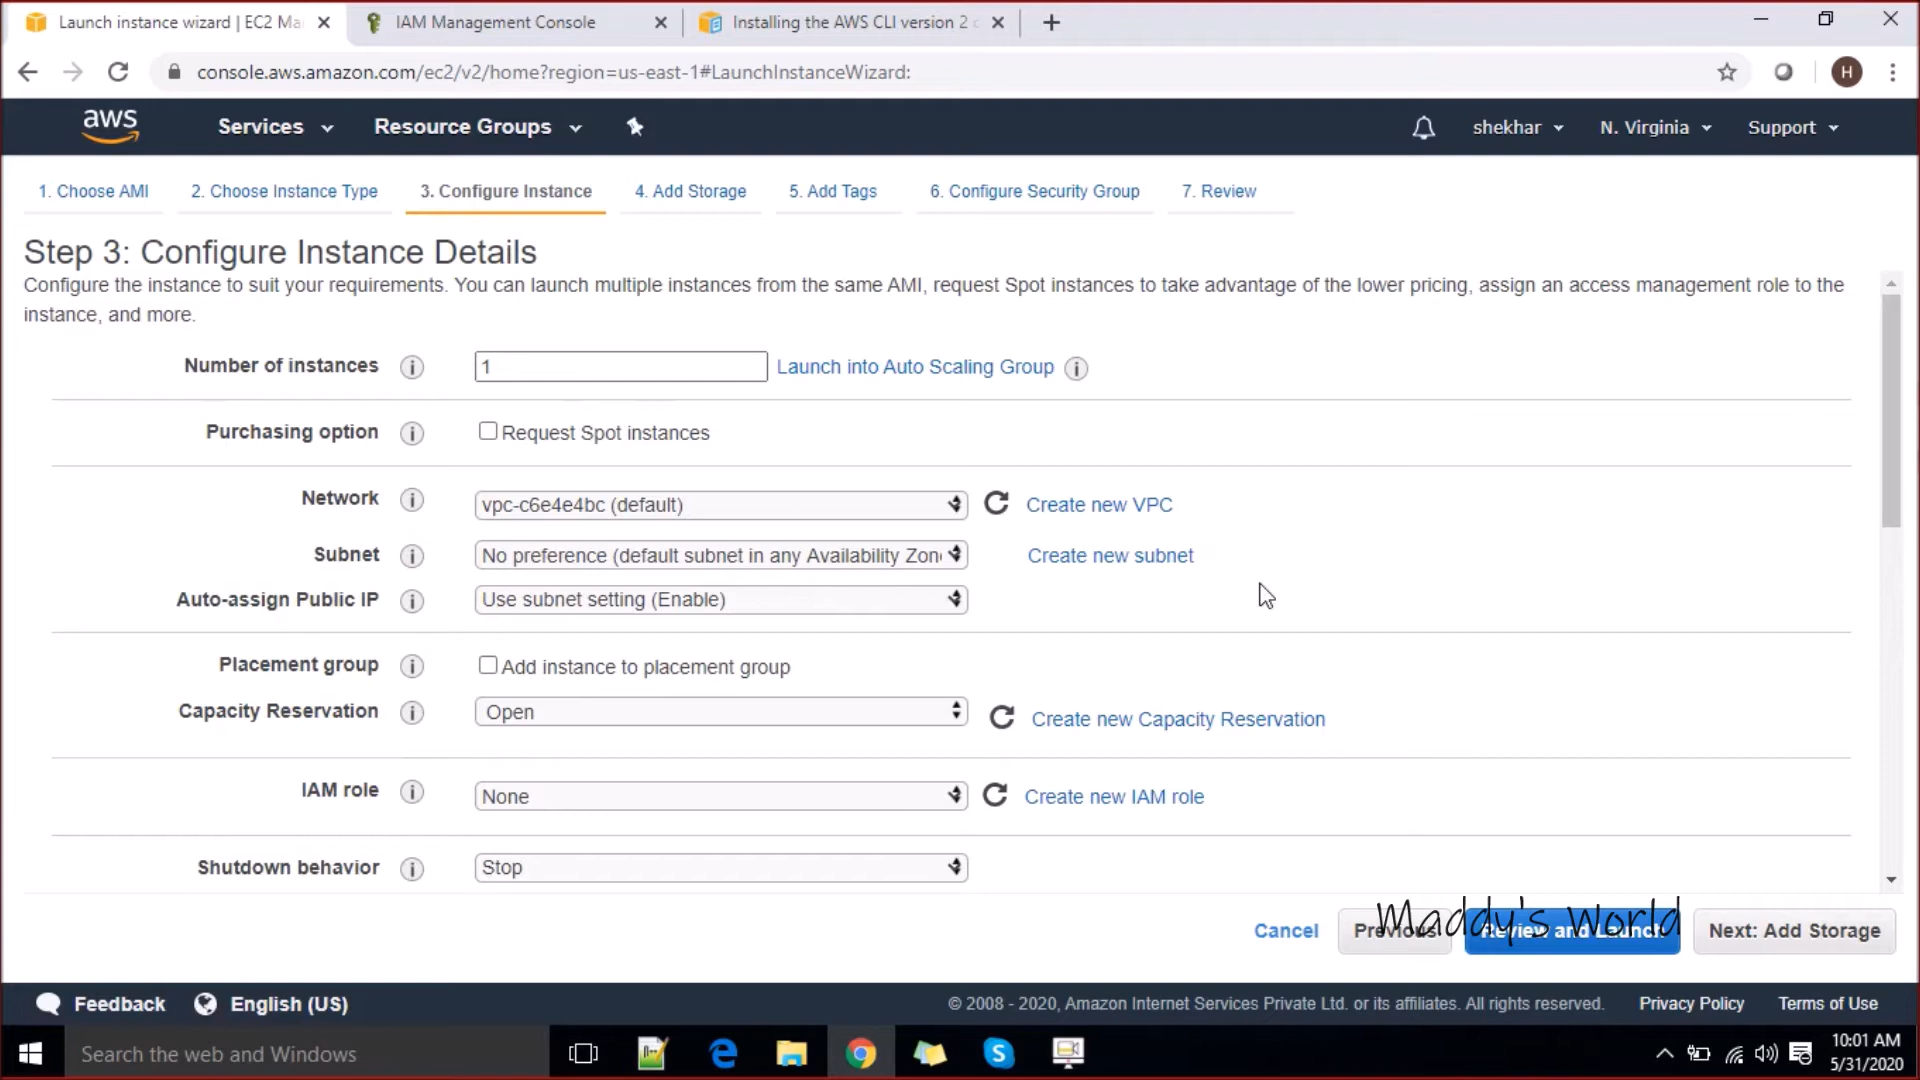 Launch instance wizard | EC2 Ma
IAM Management Console
Installing the AWS CLI version 2
console.aws.amazon.com/ec2/v2/home?region=us-east-1#LaunchInstanceWizard:
H
aws
Services
Resource Groups
shekhar
N. Virginia
Support
1. Choose AMI
2. Choose Instance Type
3. Configure Instance
4. Add Storage
5. Add Tags
6. Configure Security Group
7. Review
Step 3: Configure Instance Details
Configure the instance to suit your requirements. You can launch multiple instances from the same AMI, request Spot instances to take advantage of the lower pricing, assign an access management role to the
instance, and more.
Number of instances
1
Launch into Auto Scaling Group
Purchasing option
Request Spot instances
Network
vpc-c6e4e4bc (default)
Create new VPC
Subnet
No preference (default subnet in any Availability Zon
Create new subnet
Auto-assign Public IP
Use subnet setting (Enable)
Placement group
Add instance to placement group
Capacity Reservation
Open
Create new Capacity Reservation
IAM role
None
Create new IAM role
Shutdown behavior
Stop
Maddy's World
Cancel
Previous
Review and Launch
Next: Add Storage
Feedback
English (US)
© 2008 - 2020, Amazon Internet Services Private Ltd. or its affiliates. All rights reserved.
Privacy Policy
Terms of Use
Search the web and Windows
10:01 AM
5/31/2020